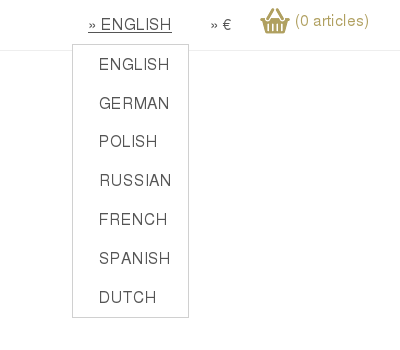 » ENGLISH » € (0 articles)
ENGLISH
GERMAN
POLISH
RUSSIAN
FRENCH
SPANISH
DUTCH